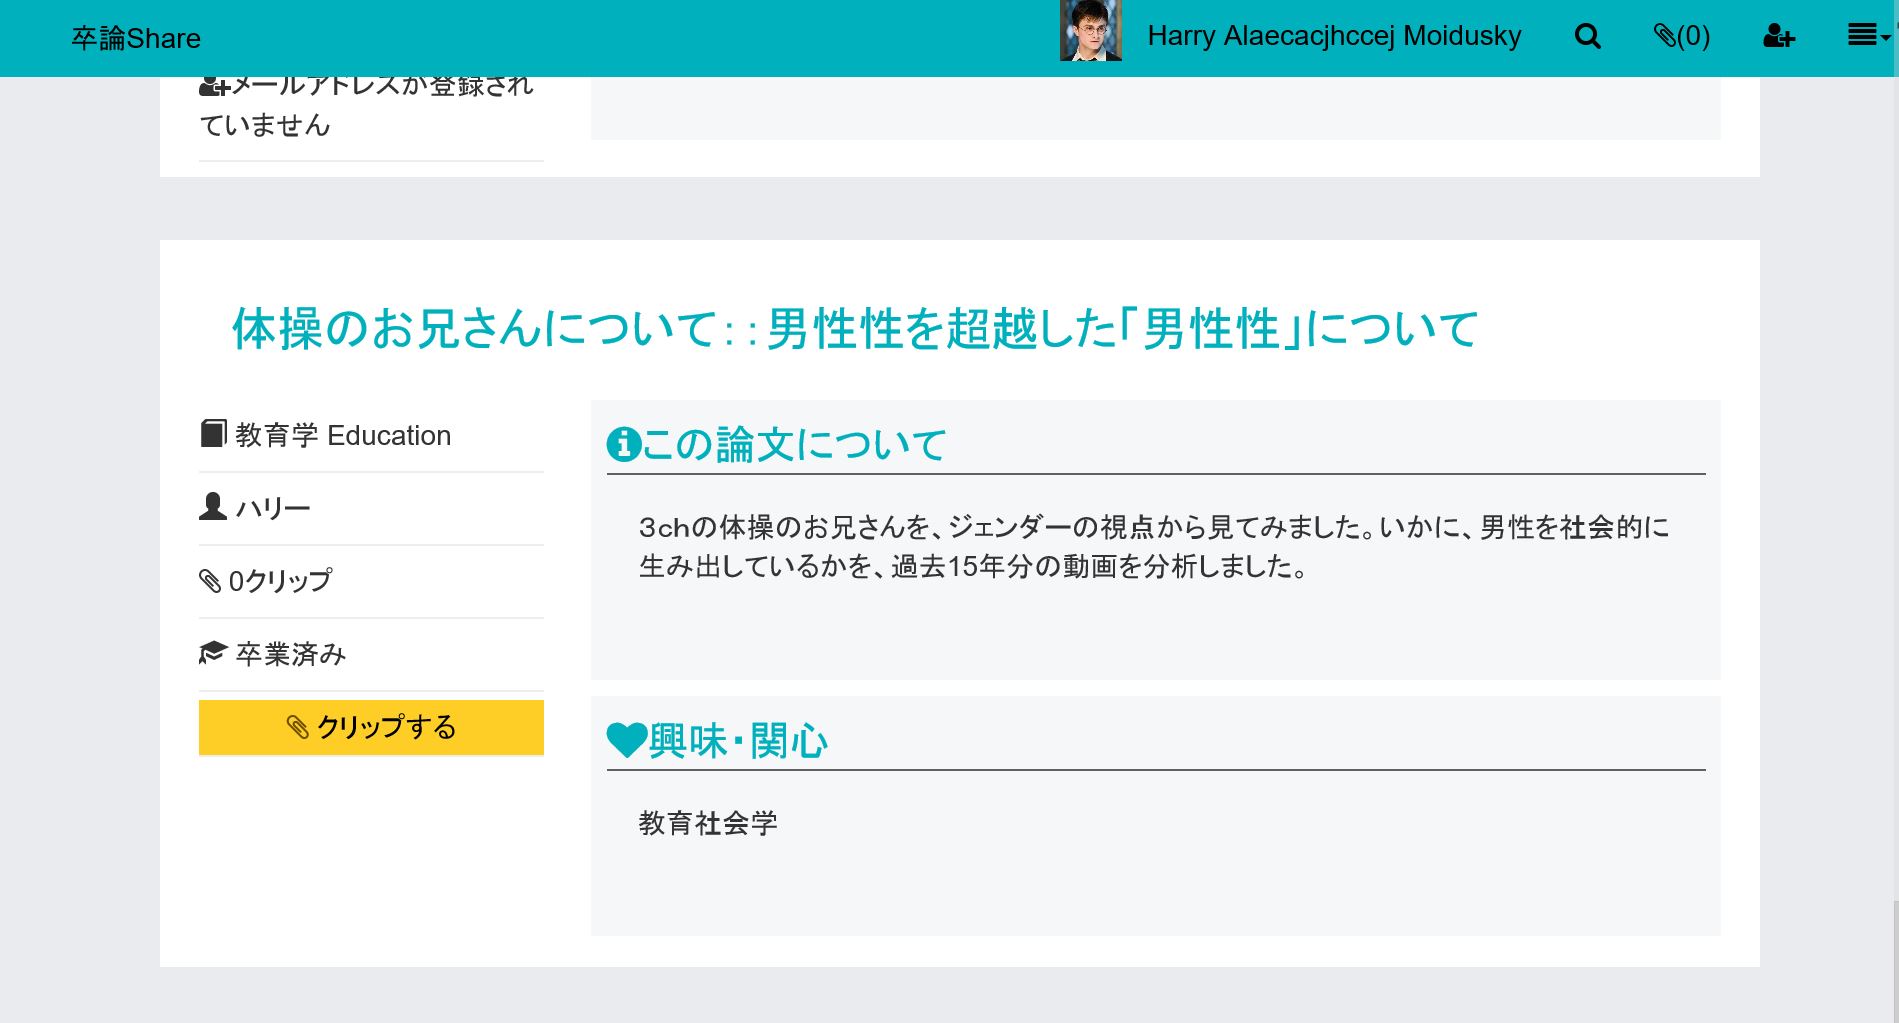 卒論Share
Harry Alaecacjhccej Moidusky
(0)
メールアドレスが登録され
ていません
体操のお兄さんについて：：男性性を超越した「男性性」について
教育学 Education
ハリー
0クリップ
卒業済み
クリップする
この論文について
３chの体操のお兄さんを、ジェンダーの視点から見てみました。いかに、男性を社会的に
生み出しているかを、過去15年分の動画を分析しました。
興味・関心
教育社会学